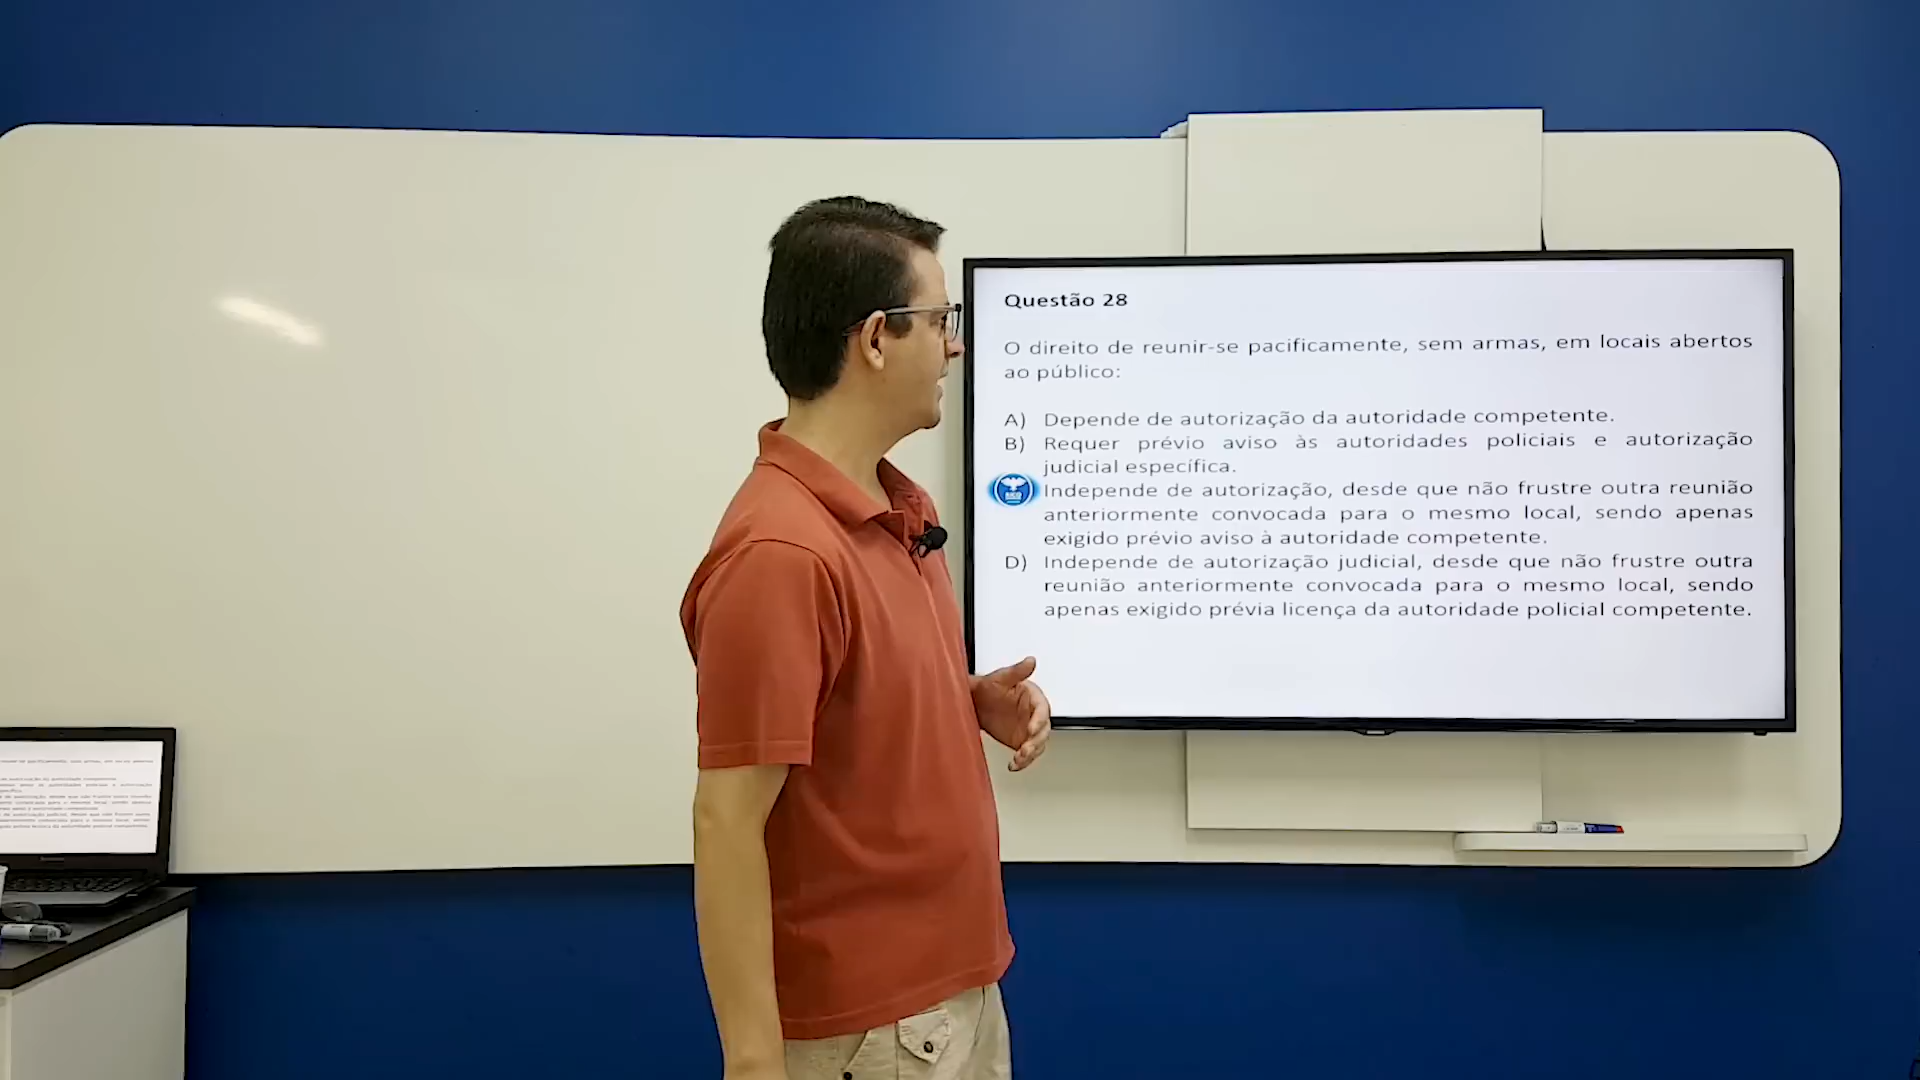 Questão 28
O direito de reunir-se pacificamente, sem armas, em locais abertos
ao público:
A) Depende de autorização da autoridade competente.
B) Requer prévio aviso às autoridades policiais e autorização
judicial específica.
Independe de autorização, desde que não frustre outra reunião
anteriormente convocada para o mesmo local, sendo apenas
exigido prévio aviso à autoridade competente.
D) Independe de autorização judicial, desde que não frustre outra
reunião anteriormente convocada para o mesmo local, sendo
apenas exigido prévia licença da autoridade policial competente.